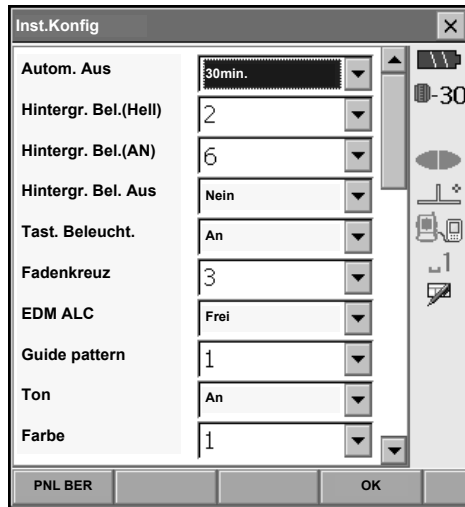 Inst.Konfig
Autom. Aus 30min.
-30
Hintergr. Bel.(Hell) 2
Hintergr. Bel.(AN) 6
Hintergr. Bel. Aus Nein
Tast. Beleucht. An
Fadenkreuz 3
1
EDM ALC Frei
Guide pattern 1
Ton An
Farbe 1
PNL BER OK